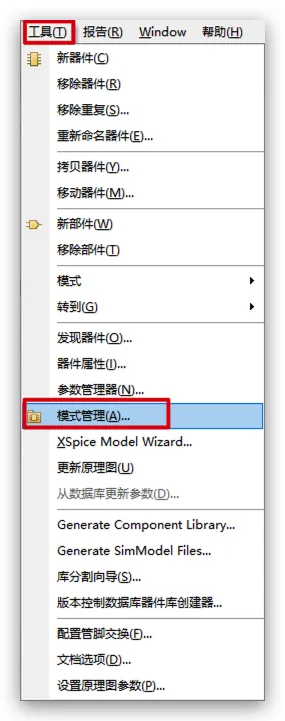 工具(T) 报告(R) Window 帮助(H)
新器件(C)
移除器件(R)
移除重复(S)...
重新命名器件(E)...
拷贝器件(Y)...
移动器件(M)...
新部件(W)
移除部件(T)
模式
转到(G)
发现器件(O)...
器件属性(I)...
参数管理器(N)...
模式管理(A)...
XSpice Model Wizard...
更新原理图(U)
从数据库更新参数(D)...
Generate Component Library...
Generate SimModel Files...
库分割向导(S)...
版本控制数据库器件库创建器...
配置管脚交换(F)...
文档选项(D)...
设置原理图参数(P)...